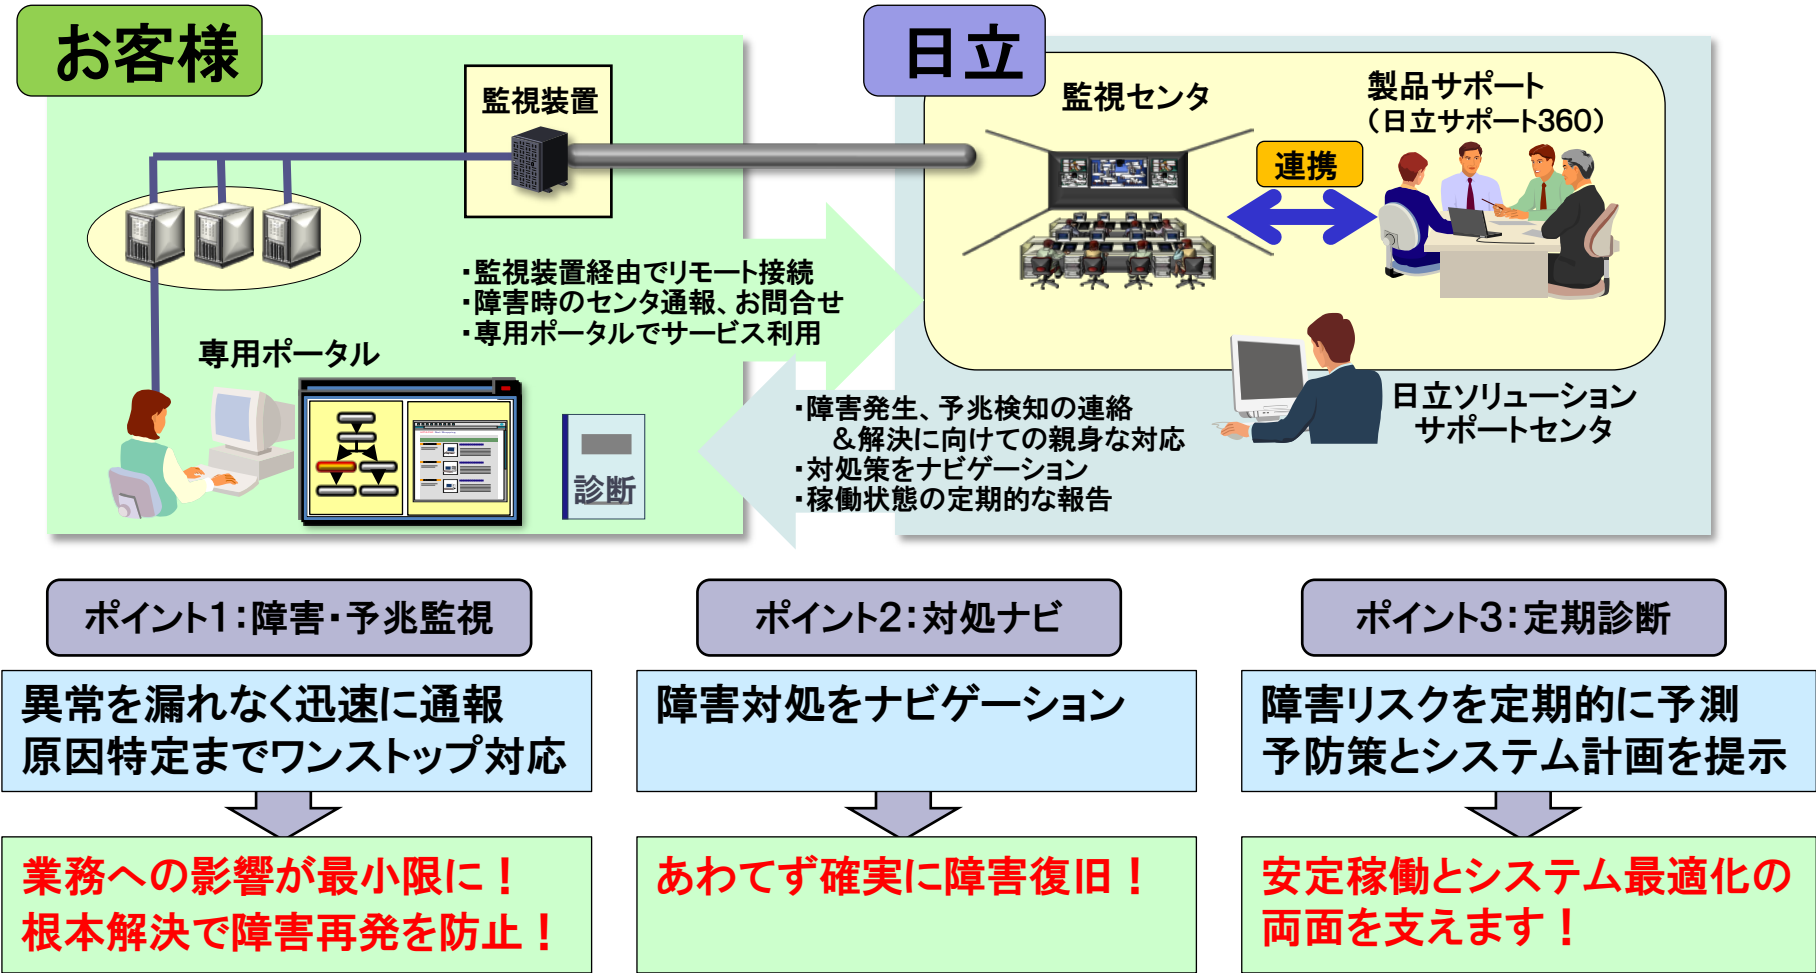 お客様
日立
監視装置
監視センタ
製品サポート
（日立サポート360）
連携
・監視装置経由でリモート接続
・障害時のセンタ通報、お問合せ
・専用ポータルでサービス利用
専用ポータル
診断
・障害発生、予兆検知の連絡
＆解決に向けての親身な対応
・対処策をナビゲーション
・稼働状態の定期的な報告
日立ソリューション
サポートセンタ
ポイント1：障害・予兆監視
異常を漏れなく迅速に通報
原因特定までワンストップ対応
業務への影響が最小限に！
根本解決で障害再発を防止！
ポイント2：対処ナビ
障害対処をナビゲーション
あわてず確実に障害復旧！
ポイント3：定期診断
障害リスクを定期的に予測
予防策とシステム計画を提示
安定稼働とシステム最適化の
両面を支えます！